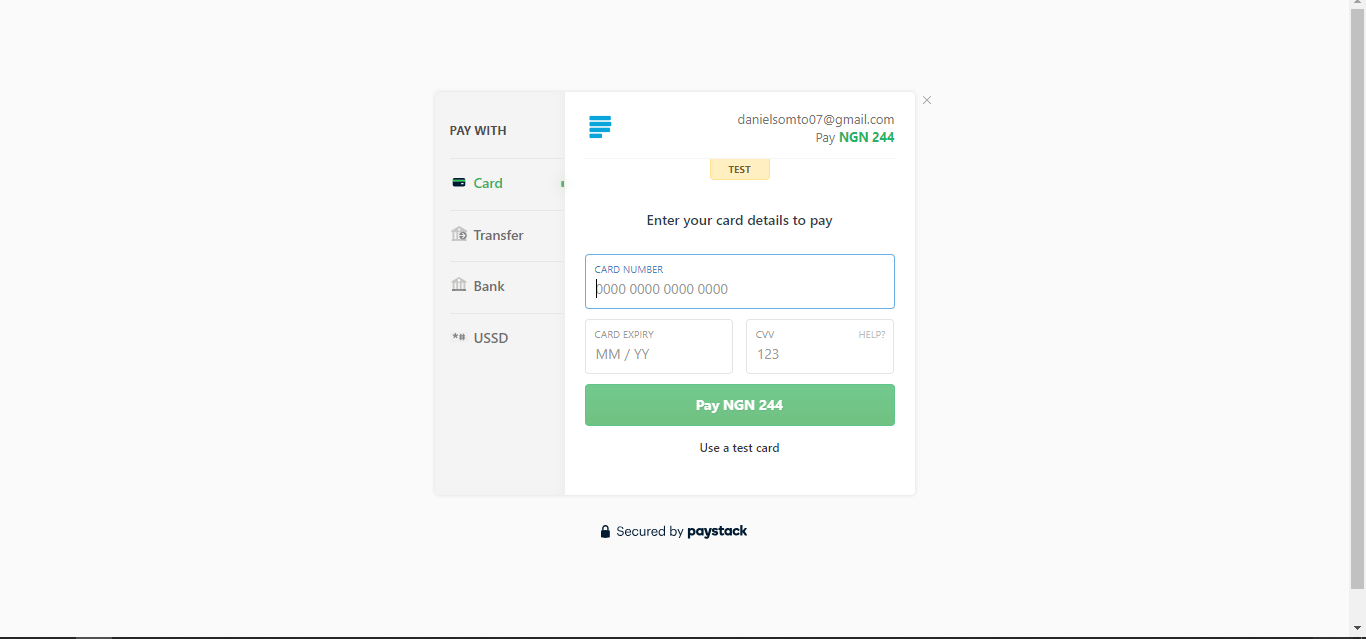 PAY WITH
Card
Transfer
Bank
*# USSD
danielsomto07@gmail.com
Pay NGN 244
TEST
Enter your card details to pay
CARD NUMBER
0000 0000 0000 0000
CARD EXPIRY
MM / YY
CVV HELP?
123
Pay NGN 244
Use a test card
Secured by paystack